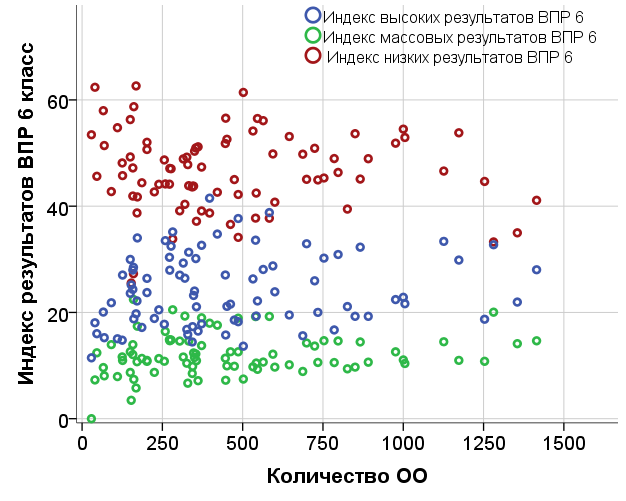 Индекс высоких результатов ВПР 6
Индекс массовых результатов ВПР 6
Индекс низких результатов ВПР 6
Индекс результатов ВПР 6 класс
60
40
20
0
0 250 500 750 1000 1250 1500
Количество ОО